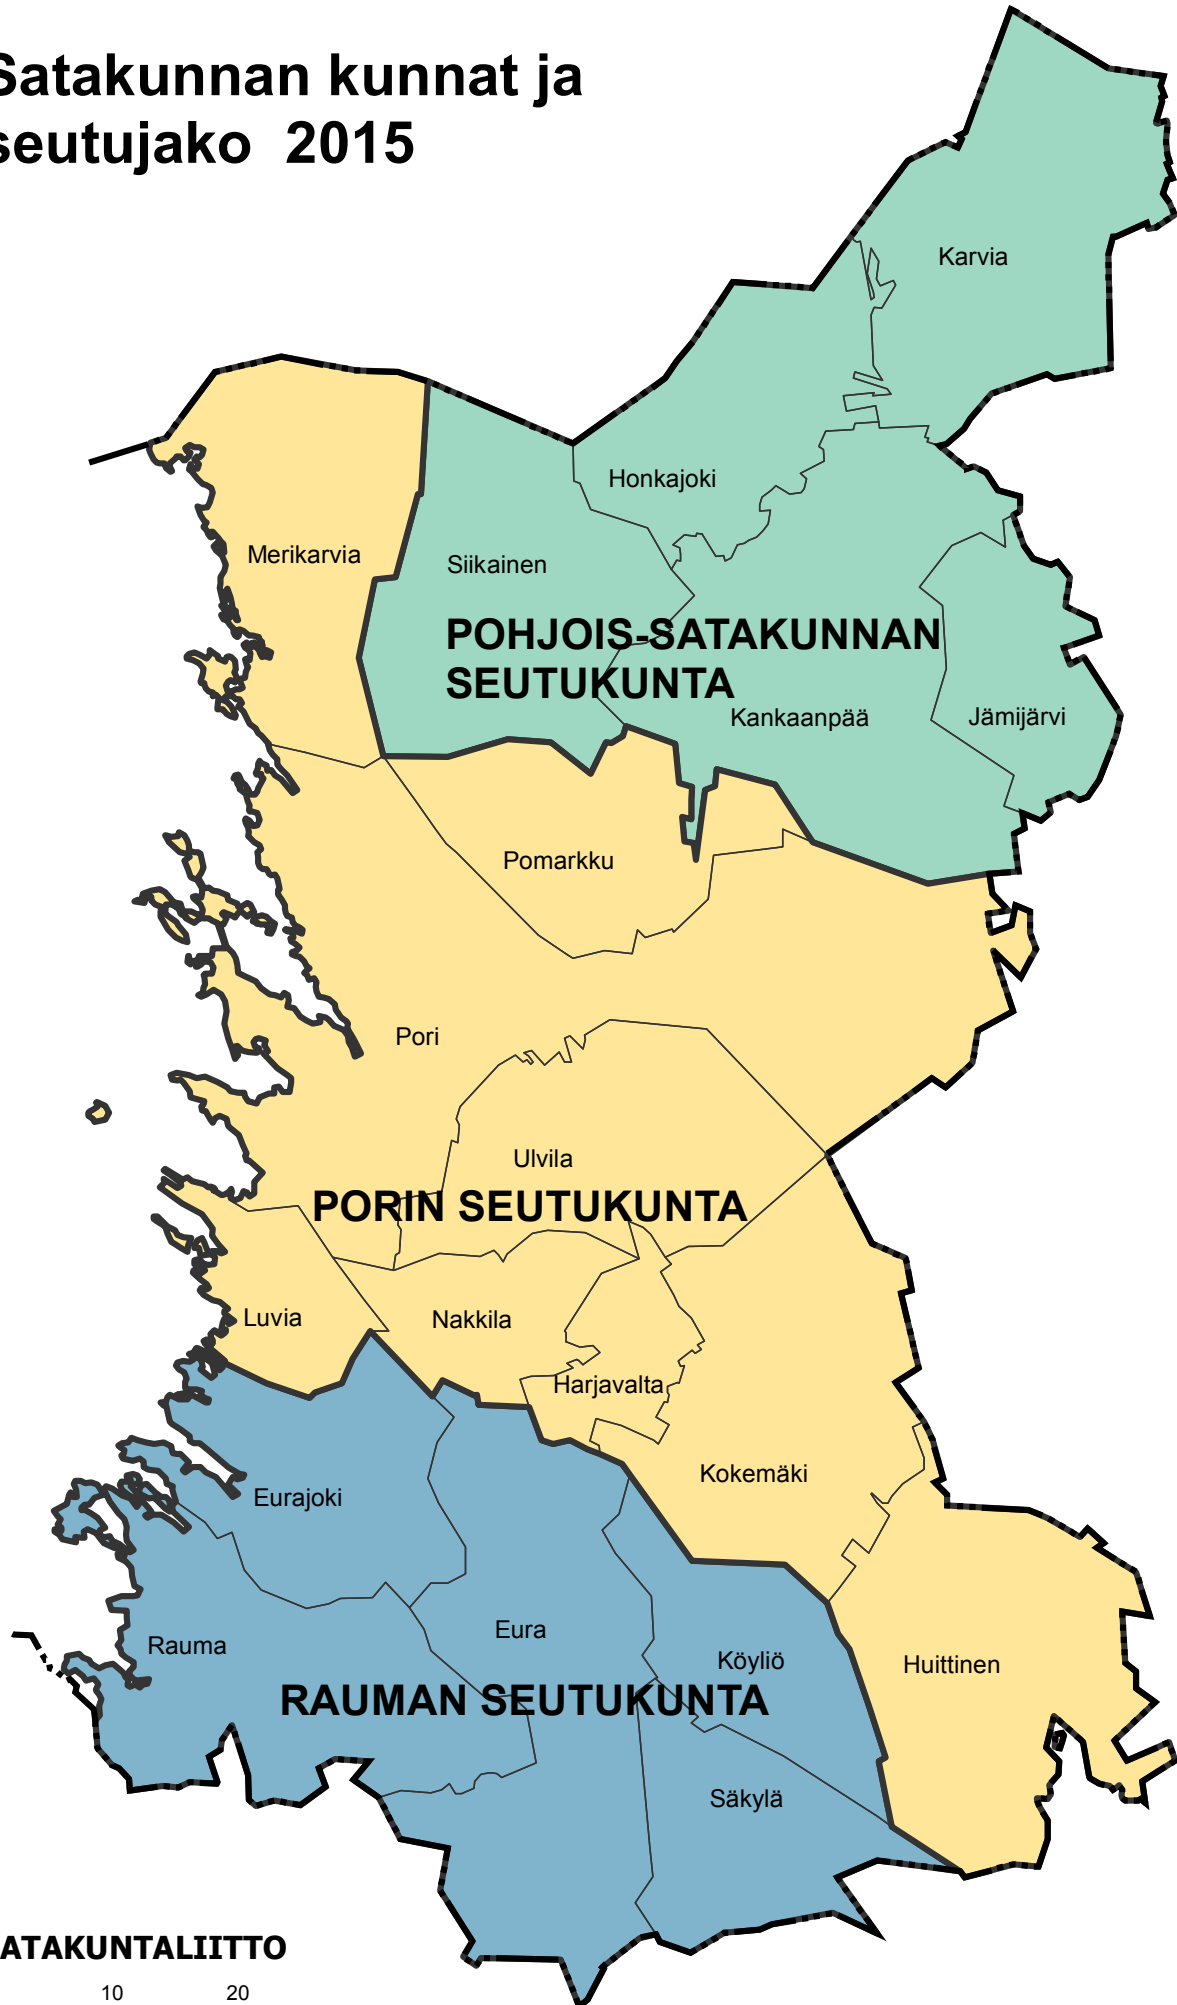 Satakunnan kunnat ja
seutujako 2015
Karvia
Honkajoki
Merikarvia
Siikainen
POHJOIS-SATAKUNNAN
SEUTUKUNTA
Kankaanpää
Jämijärvi
Pomarkku
Pori
Ulvila
PORIN SEUTUKUNTA
Luvia
Nakkila
Harjavalta
Kokemäki
Eurajoki
Eura
Rauma
Köyliö
Huittinen
RAUMAN SEUTUKUNTA
Säkylä
ATAKUNTALIITTO
10 20